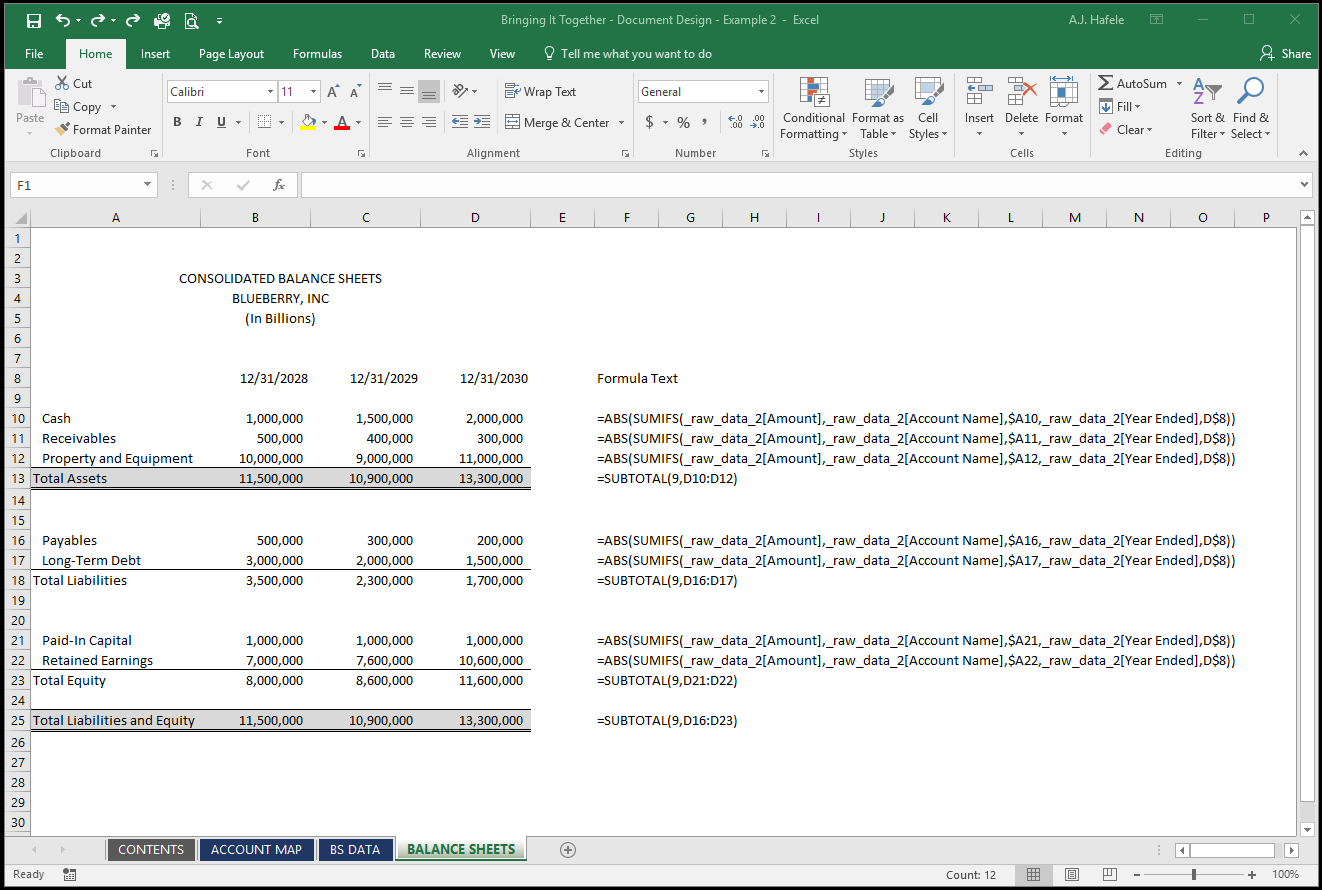 Bringing It Together - Document Design - Example 2 - Excel A.J. Hafele
File Home Insert Page Layout Formulas Data Review View Tell me what you want to do Share
Paste Cut Copy Format Painter Clipboard
Calibri 11 A A B I U A Font
Wrap Text Merge & Center Alignment
General $ % , .00 .0 Number
Conditional Formatting Format as Table Cell Styles Styles
Insert Delete Format Cells
AutoSum Fill Clear Sort & Filter Find & Select Editing
F1 fx
A B C D E F G H I J K L M N O P
1
2
3 CONSOLIDATED BALANCE SHEETS
4 BLUEBERRY, INC
5 (In Billions)
6
7
8 12/31/2028 12/31/2029 12/31/2030 Formula Text
9
10 Cash 1,000,000 1,500,000 2,000,000 =ABS(SUMIFS(_raw_data_2[Amount],_raw_data_2[Account Name],$A10,_raw_data_2[Year Ended],D$8))
11 Receivables 500,000 400,000 300,000 =ABS(SUMIFS(_raw_data_2[Amount],_raw_data_2[Account Name],$A11,_raw_data_2[Year Ended],D$8))
12 Property and Equipment 10,000,000 9,000,000 11,000,000 =ABS(SUMIFS(_raw_data_2[Amount],_raw_data_2[Account Name],$A12,_raw_data_2[Year Ended],D$8))
13 Total Assets 11,500,000 10,900,000 13,300,000 =SUBTOTAL(9,D10:D12)
14
15
16 Payables 500,000 300,000 200,000 =ABS(SUMIFS(_raw_data_2[Amount],_raw_data_2[Account Name],$A16,_raw_data_2[Year Ended],D$8))
17 Long-Term Debt 3,000,000 2,000,000 1,500,000 =ABS(SUMIFS(_raw_data_2[Amount],_raw_data_2[Account Name],$A17,_raw_data_2[Year Ended],D$8))
18 Total Liabilities 3,500,000 2,300,000 1,700,000 =SUBTOTAL(9,D16:D17)
19
20
21 Paid-In Capital 1,000,000 1,000,000 1,000,000 =ABS(SUMIFS(_raw_data_2[Amount],_raw_data_2[Account Name],$A21,_raw_data_2[Year Ended],D$8))
22 Retained Earnings 7,000,000 7,600,000 10,600,000 =ABS(SUMIFS(_raw_data_2[Amount],_raw_data_2[Account Name],$A22,_raw_data_2[Year Ended],D$8))
23 Total Equity 8,000,000 8,600,000 11,600,000 =SUBTOTAL(9,D21:D22)
24
25 Total Liabilities and Equity 11,500,000 10,900,000 13,300,000 =SUBTOTAL(9,D16:D23)
26
27
28
29
30
CONTENTS ACCOUNT MAP BS DATA BALANCE SHEETS
Ready Count: 12 100%